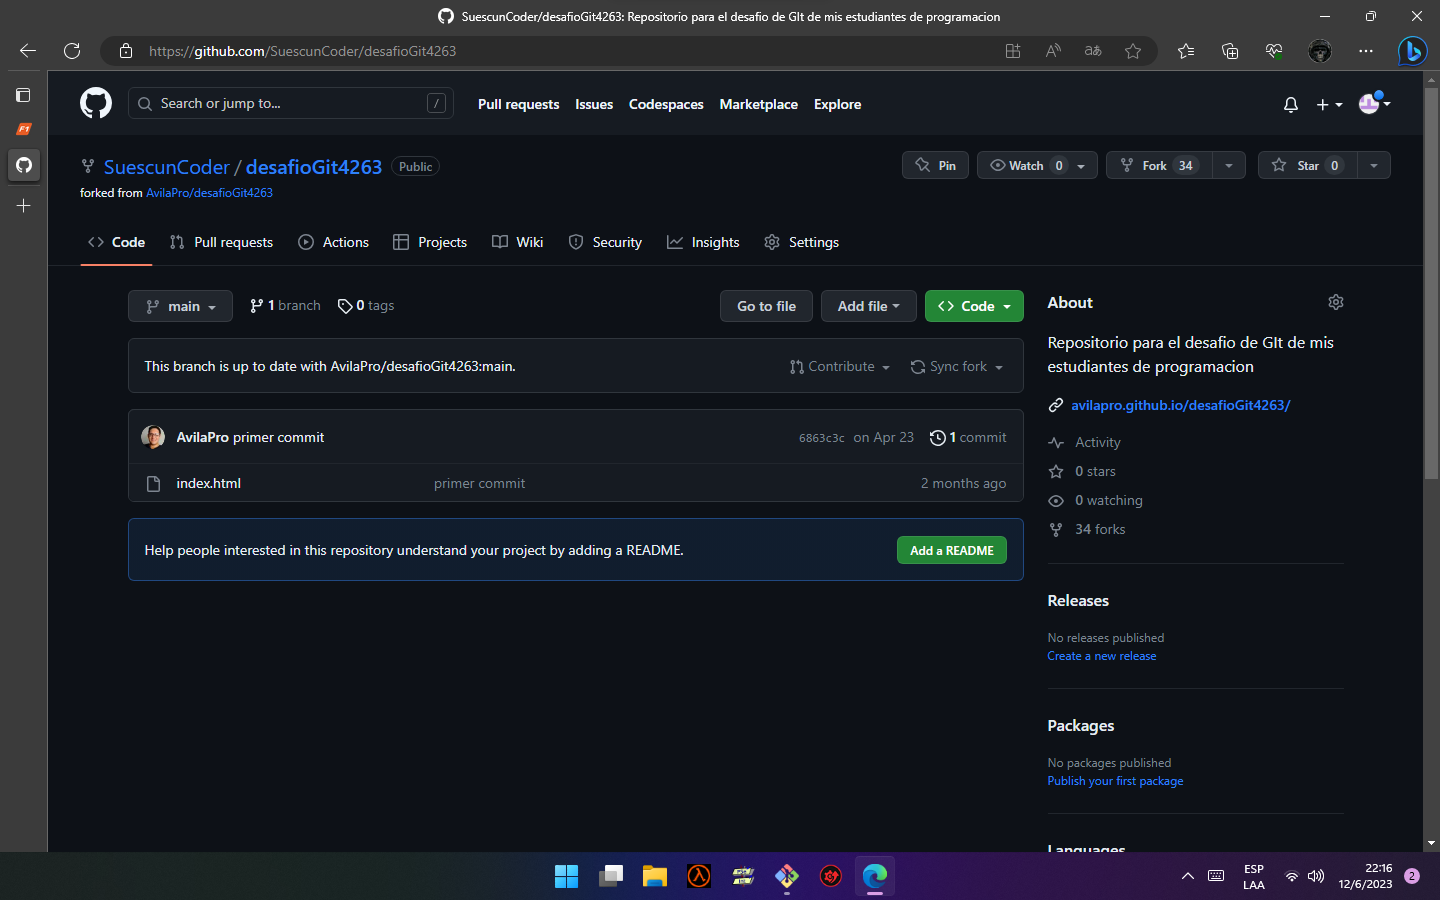 SuescunCoder/desafioGit4263: Repositorio para el desafio de GIt de mis estudiantes de programacion
https://github.com/SuescunCoder/desafioGit4263
Search or jump to... /
Pull requests Issues Codespaces Marketplace Explore
SuescunCoder / desafioGit4263 Public
forked from AvilaPro/desafioGit4263
Pin Watch 0 Fork 34 Star 0
Code Pull requests Actions Projects Wiki Security Insights Settings
main 1 branch 0 tags Go to file Add file Code
This branch is up to date with AvilaPro/desafioGit4263:main. Contribute Sync fork
AvilaPro primer commit 6863c3c on Apr 23 1 commit
index.html primer commit 2 months ago
Help people interested in this repository understand your project by adding a README. Add a README
About
Repositorio para el desafio de GIt de mis
estudiantes de programacion
avilapro.github.io/desafioGit4263/
Activity
0 stars
0 watching
34 forks
Releases
No releases published
Create a new release
Packages
No packages published
Publish your first package
Languages
F1
ESP
LAA
22:16
12/6/2023
2